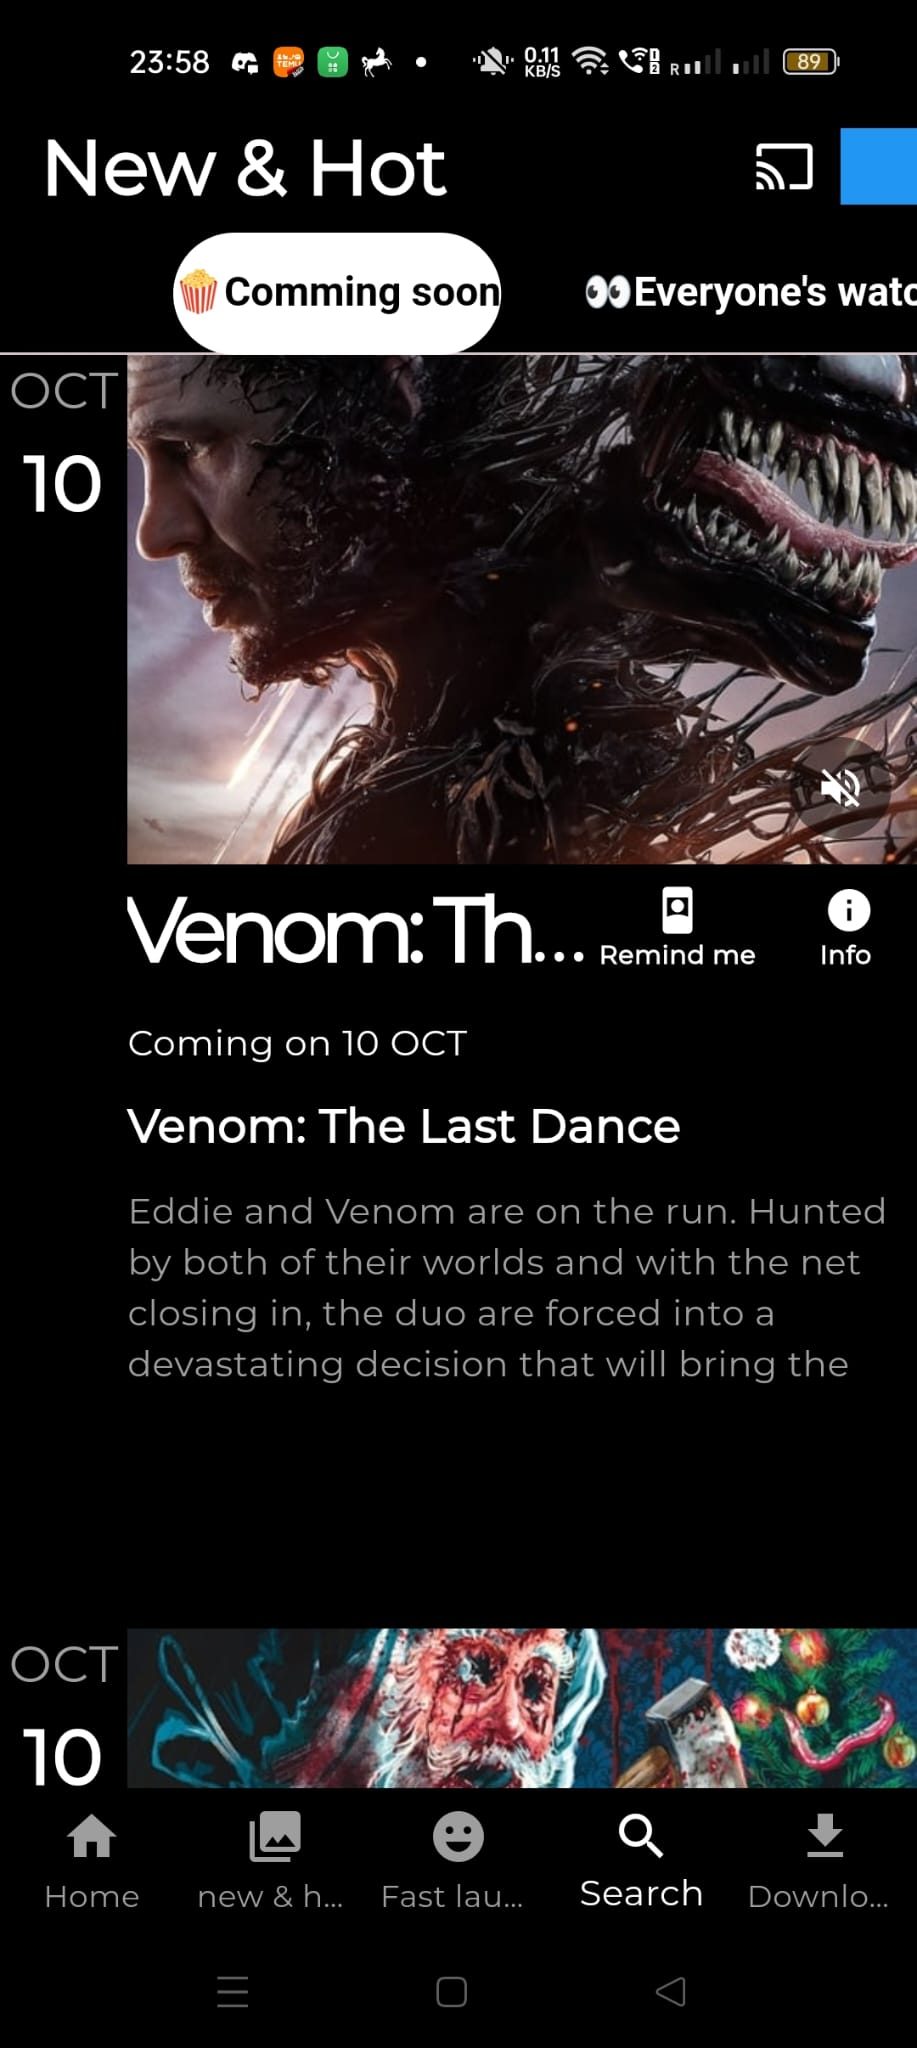 23:58 0.11 KB/S R 89
New & Hot
🍿Comming soon 👀Everyone's watc
OCT
10
Venom: Th... Remind me Info
Coming on 10 OCT
Venom: The Last Dance
Eddie and Venom are on the run. Hunted
by both of their worlds and with the net
closing in, the duo are forced into a
devastating decision that will bring the
OCT
10
Home new & h... Fast lau... Search Downlo...